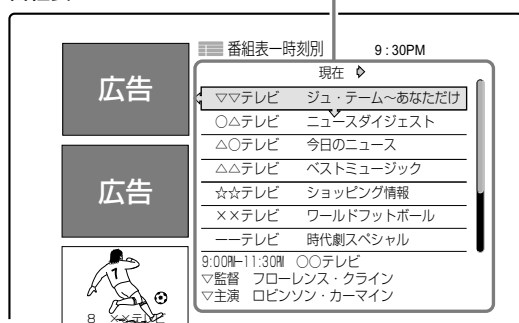 番組表ー時刻別 9：30PM
広告
現在
▽▽テレビ ジュ・テーム～あなただけ
○△テレビ ニュースダイジェスト
△○テレビ 今日のニュース
△△テレビ ベストミュージック
広告
☆☆テレビ ショッピング情報
××テレビ ワールドフットボール
ーーテレビ 時代劇スペシャル
9:00PM–11:30PM ○○テレビ
▽監督 フローレンス・クライン
▽主演 ロビンソン・カーマイン
1
8 ××テレビ